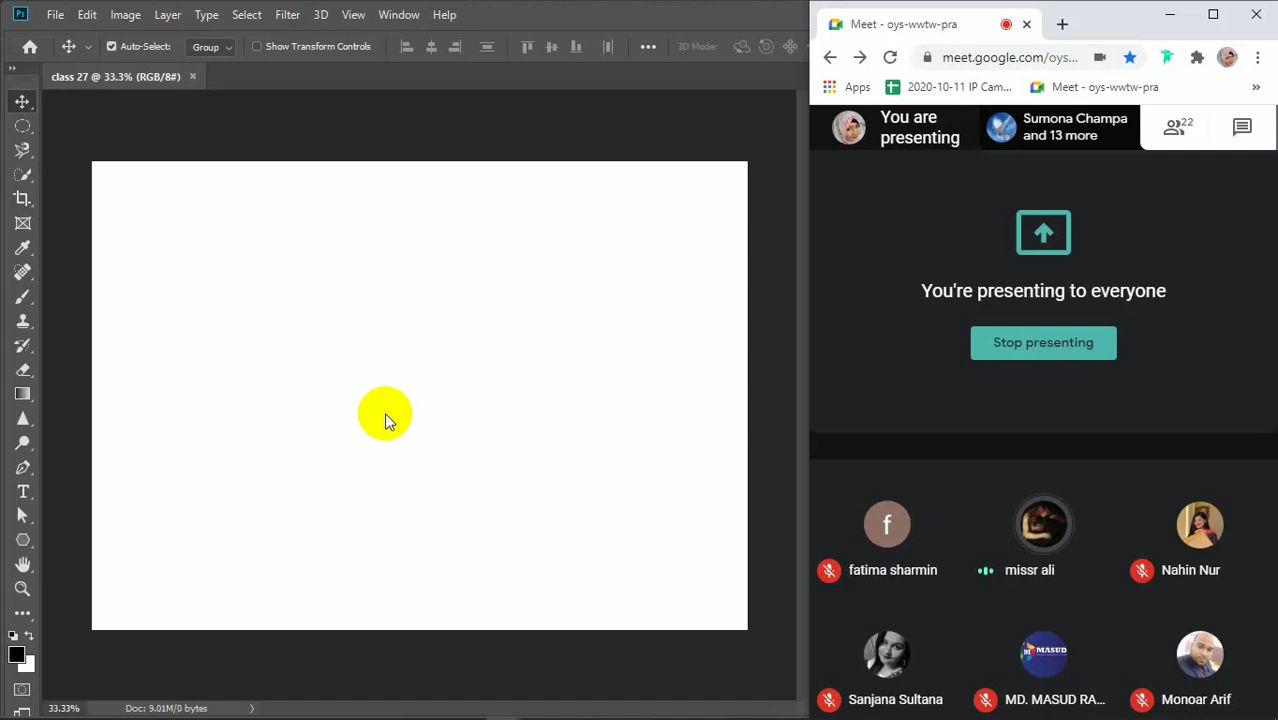 Ps File Edit Image Layer Type Select Filter 3D View Window Help
Auto-Select: Group Show Transform Controls 3D Mode:
class 27 @ 33.3% (RGB/8#) ×
33.33% Doc: 9.01M/0 bytes
Meet - oys-wwtw-pra
meet.google.com/oys...
Apps 2020-10-11 IP Cam... Meet - oys-wwtw-pra »
You are
presenting
Sumona Champa
and 13 more
22
You're presenting to everyone
Stop presenting
f
fatima sharmin missr ali Nahin Nur
MASUD
Sanjana Sultana MD. MASUD RA... Monoar Arif